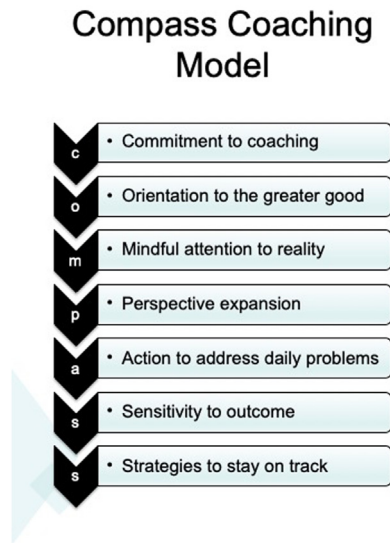 Compass Coaching
Model
c
• Commitment to coaching
o
• Orientation to the greater good
m
• Mindful attention to reality
p
• Perspective expansion
a
• Action to address daily problems
s
• Sensitivity to outcome
s
• Strategies to stay on track